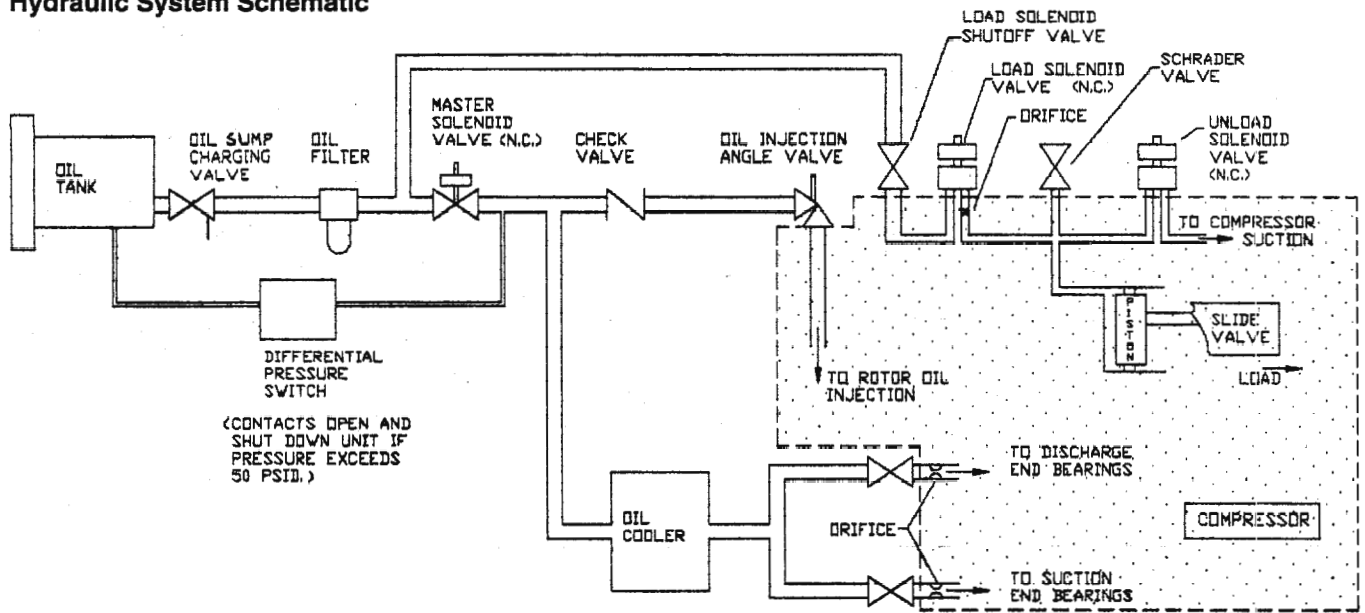 Hydraulic System Schematic
LOAD SOLENOID
SHUTOFF VALVE
LOAD SOLENOID
VALVE (N.C.)
SCHRADER
VALVE
ORIFICE
UNLOAD
SOLENOID
VALVE
(N.C.)
MASTER
SOLENOID
VALVE (N.C.)
OIL SUMP
CHARGING
VALVE
OIL
FILTER
CHECK
VALVE
OIL INJECTION
ANGLE VALVE
OIL
TANK
TO COMPRESSOR
SUCTION
PISTON
SLIDE
VALVE
LOAD
DIFFERENTIAL
PRESSURE
SWITCH
(CONTACTS OPEN AND
SHUT DOWN UNIT IF
PRESSURE EXCEEDS
50 PSID.)
TO ROTOR OIL
INJECTION
TO DISCHARGE
END BEARINGS
OIL
COOLER
ORIFICE
COMPRESSOR
TO SUCTION
END BEARINGS